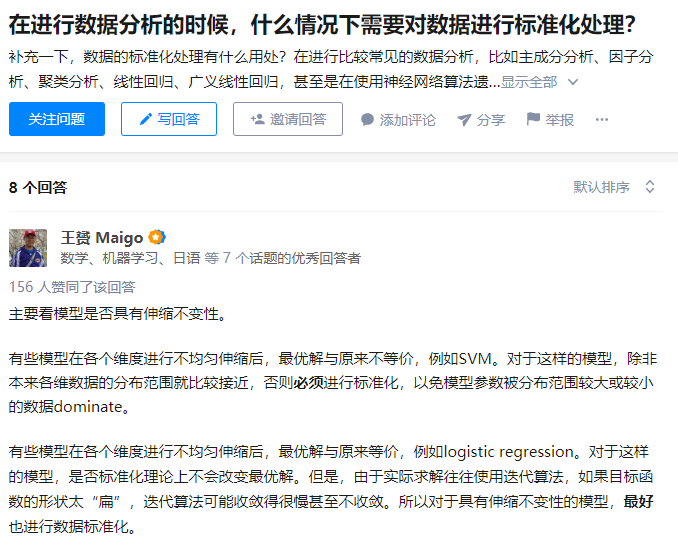 在进行数据分析的时候，什么情况下需要对数据进行标准化处理？
补充一下，数据的标准化处理有什么用处？在进行比较常见的数据分析，比如主成分分析、因子分
析、聚类分析、线性回归、广义线性回归，甚至是在使用神经网络算法遗...显示全部
关注问题 写回答 邀请回答 添加评论 分享 举报 ···
8 个回答 默认排序
王赟 Maigo
数学、机器学习、日语 等 7 个话题的优秀回答者
156 人赞同了该回答
主要看模型是否具有伸缩不变性。
有些模型在各个维度进行不均匀伸缩后，最优解与原来不等价，例如SVM。对于这样的模型，除非
本来各维数据的分布范围就比较接近，否则必须进行标准化，以免模型参数被分布范围较大或较小
的数据dominate。
有些模型在各个维度进行不均匀伸缩后，最优解与原来等价，例如logistic regression。对于这样
的模型，是否标准化理论上不会改变最优解。但是，由于实际求解往往使用迭代算法，如果目标函
数的形状太“扁”，迭代算法可能收敛得很慢甚至不收敛。所以对于具有伸缩不变性的模型，最好
也进行数据标准化。